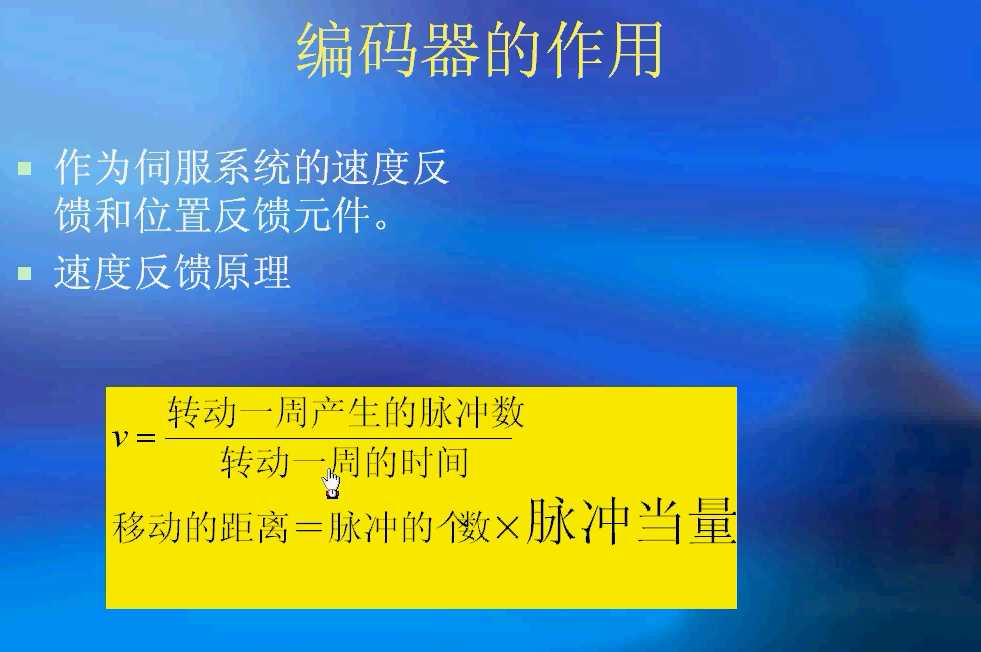 编码器的作用
作为伺服系统的速度反
馈和位置反馈元件。
速度反馈原理
v = 转动一周产生的脉冲数
转动一周的时间
移动的距离＝脉冲的个数×脉冲当量